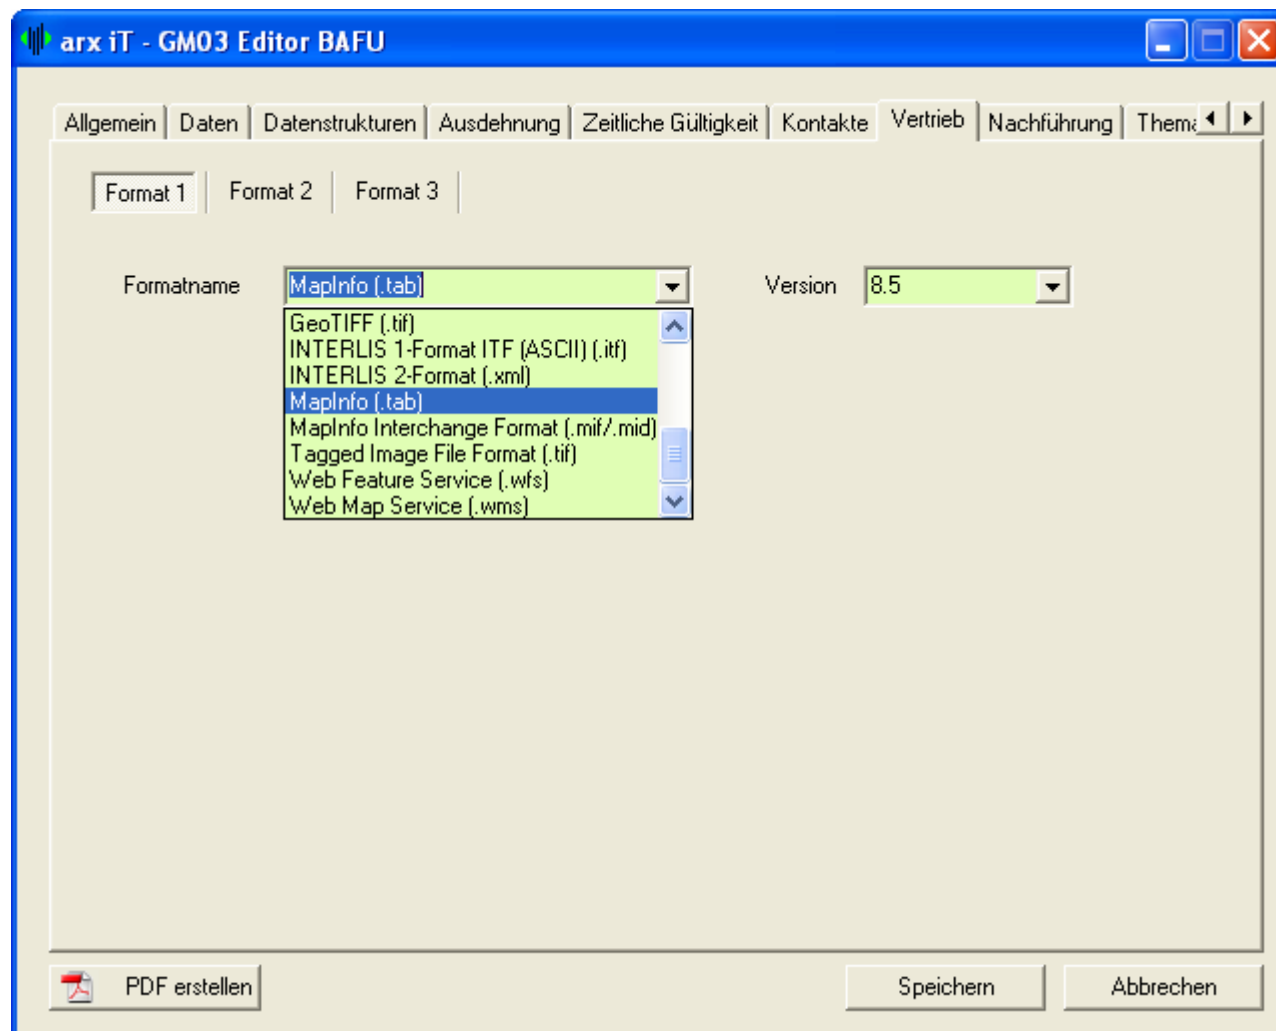 arx iT - GM03 Editor BAFU
Allgemein Daten Datenstrukturen Ausdehnung Zeitliche Gültigkeit Kontakte Vertrieb Nachführung Thema
Format 1 Format 2 Format 3
Formatname MapInfo (.tab) Version 8.5
GeoTIFF (.tif)
INTERLIS 1-Format ITF (ASCII) (.itf)
INTERLIS 2-Format (.xml)
MapInfo (.tab)
MapInfo Interchange Format (.mif/.mid)
Tagged Image File Format (.tif)
Web Feature Service (.wfs)
Web Map Service (.wms)
PDF erstellen Speichern Abbrechen